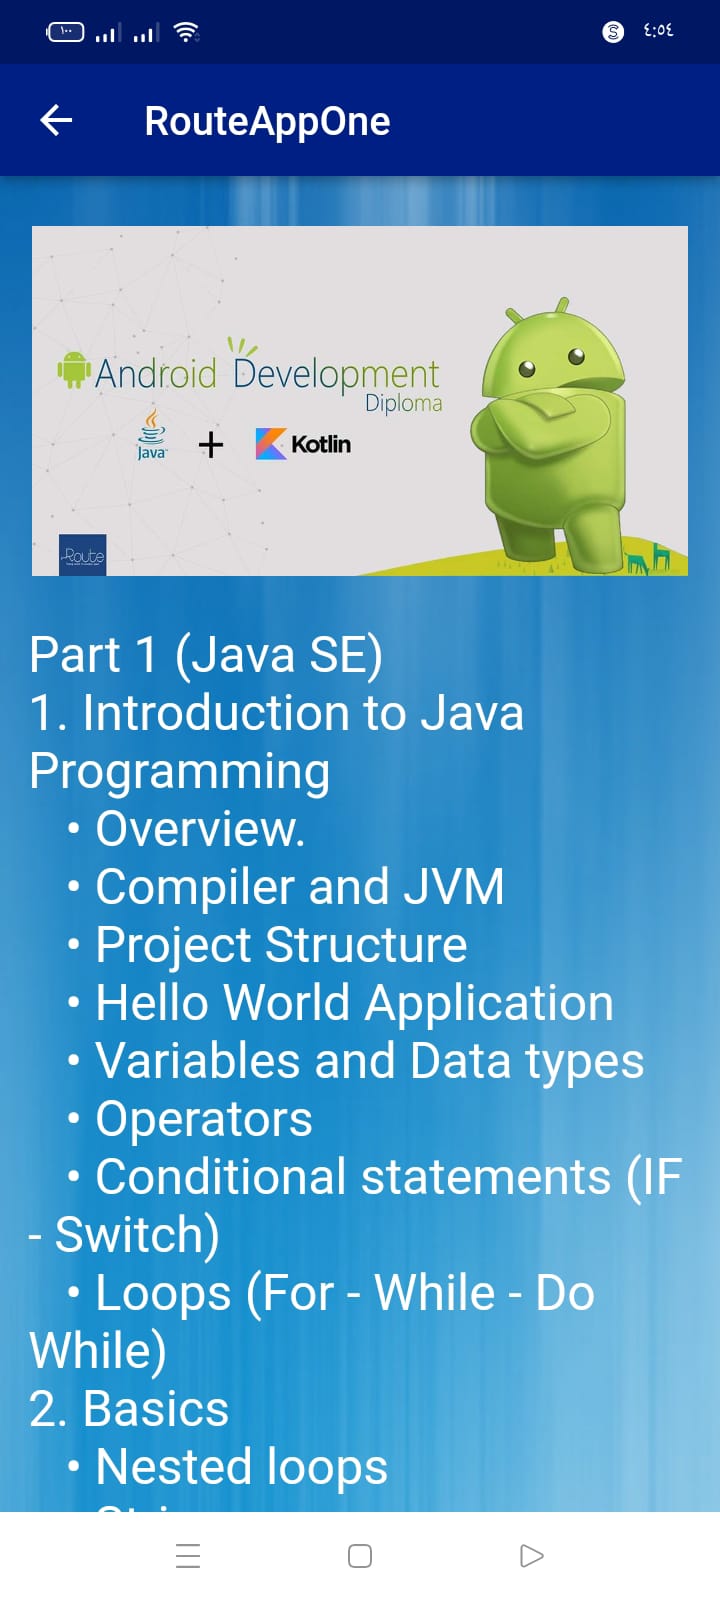 ١٠٠
S
٤:٥٤
RouteAppOne
Android Development
Diploma
Java
+
Kotlin
Route
Part 1 (Java SE)
1. Introduction to Java
Programming
• Overview.
• Compiler and JVM
• Project Structure
• Hello World Application
• Variables and Data types
• Operators
• Conditional statements (IF
- Switch)
• Loops (For - While - Do
While)
2. Basics
• Nested loops